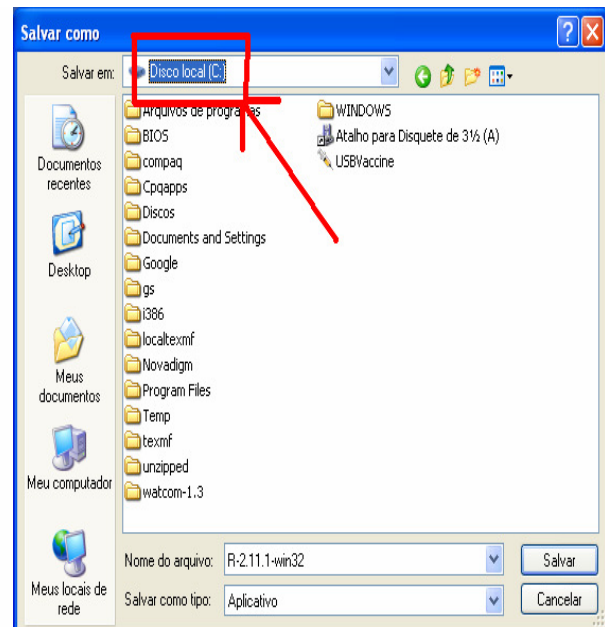 Salvar como
Salvar em: Disco local (C:)
Documentos recentes
Desktop
Meus documentos
Meu computador
Meus locais de rede
Arquivos de programas
BIOS
compaq
Cpqapps
Discos
Documents and Settings
Google
gs
i386
localtexmf
Novadigm
Program Files
Temp
texmf
unzipped
watcom-1.3
WINDOWS
Atalho para Disquete de 3½ (A)
USBVaccine
Nome do arquivo: R-2.11.1-win32 Salvar
Salvar como tipo: Aplicativo Cancelar